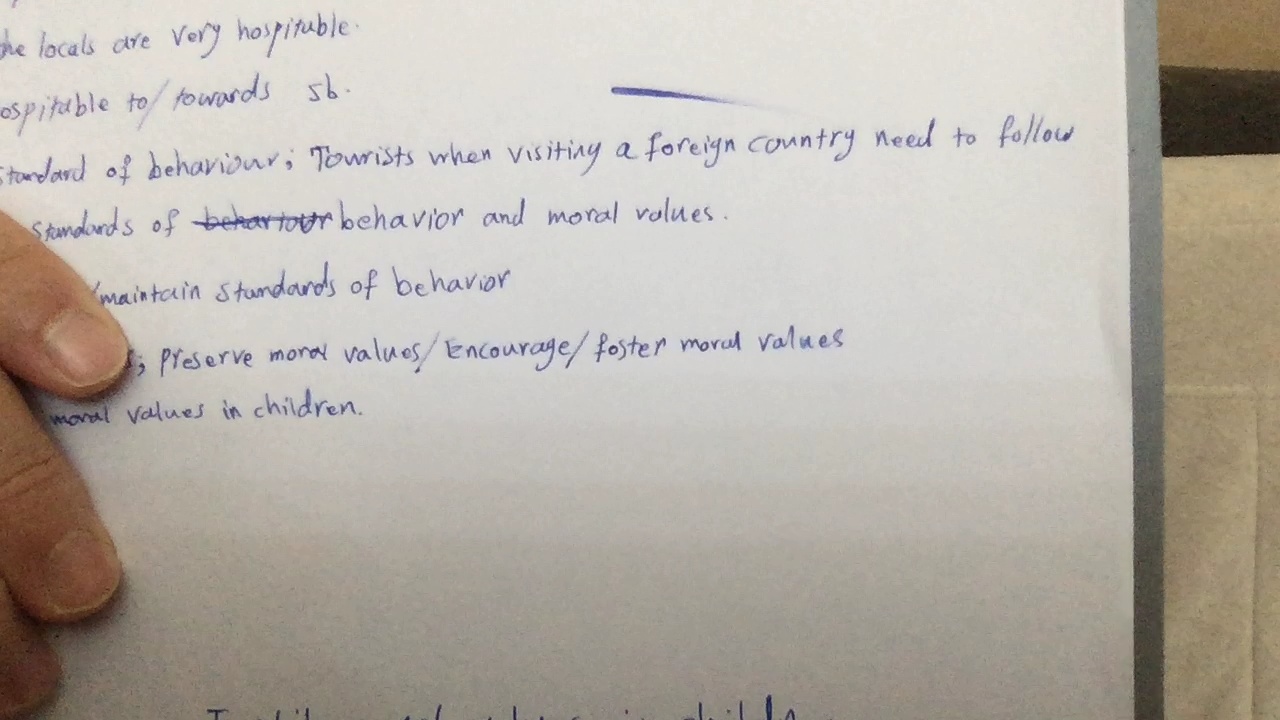 he locals are very hospitable.
ospitable to/towards sb.
standard of behaviour; Tourists when visiting a foreign country need to follow
standards of behaviour behavior and moral values.
/maintain standards of behavior
; Preserve moral values/Encourage/foster moral values
moral values in children.